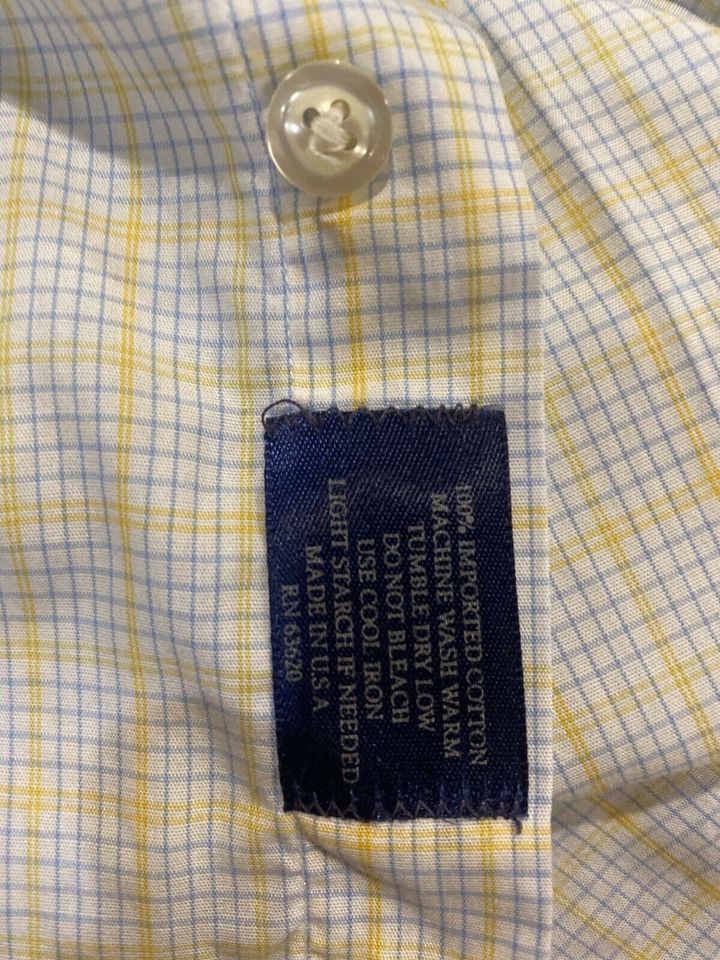 100% IMPORTED COTTON
MACHINE WASH WARM
TUMBLE DRY LOW
DO NOT BLEACH
USE COOL IRON
LIGHT STARCH IF NEEDED
MADE IN U.S.A
RN 63620